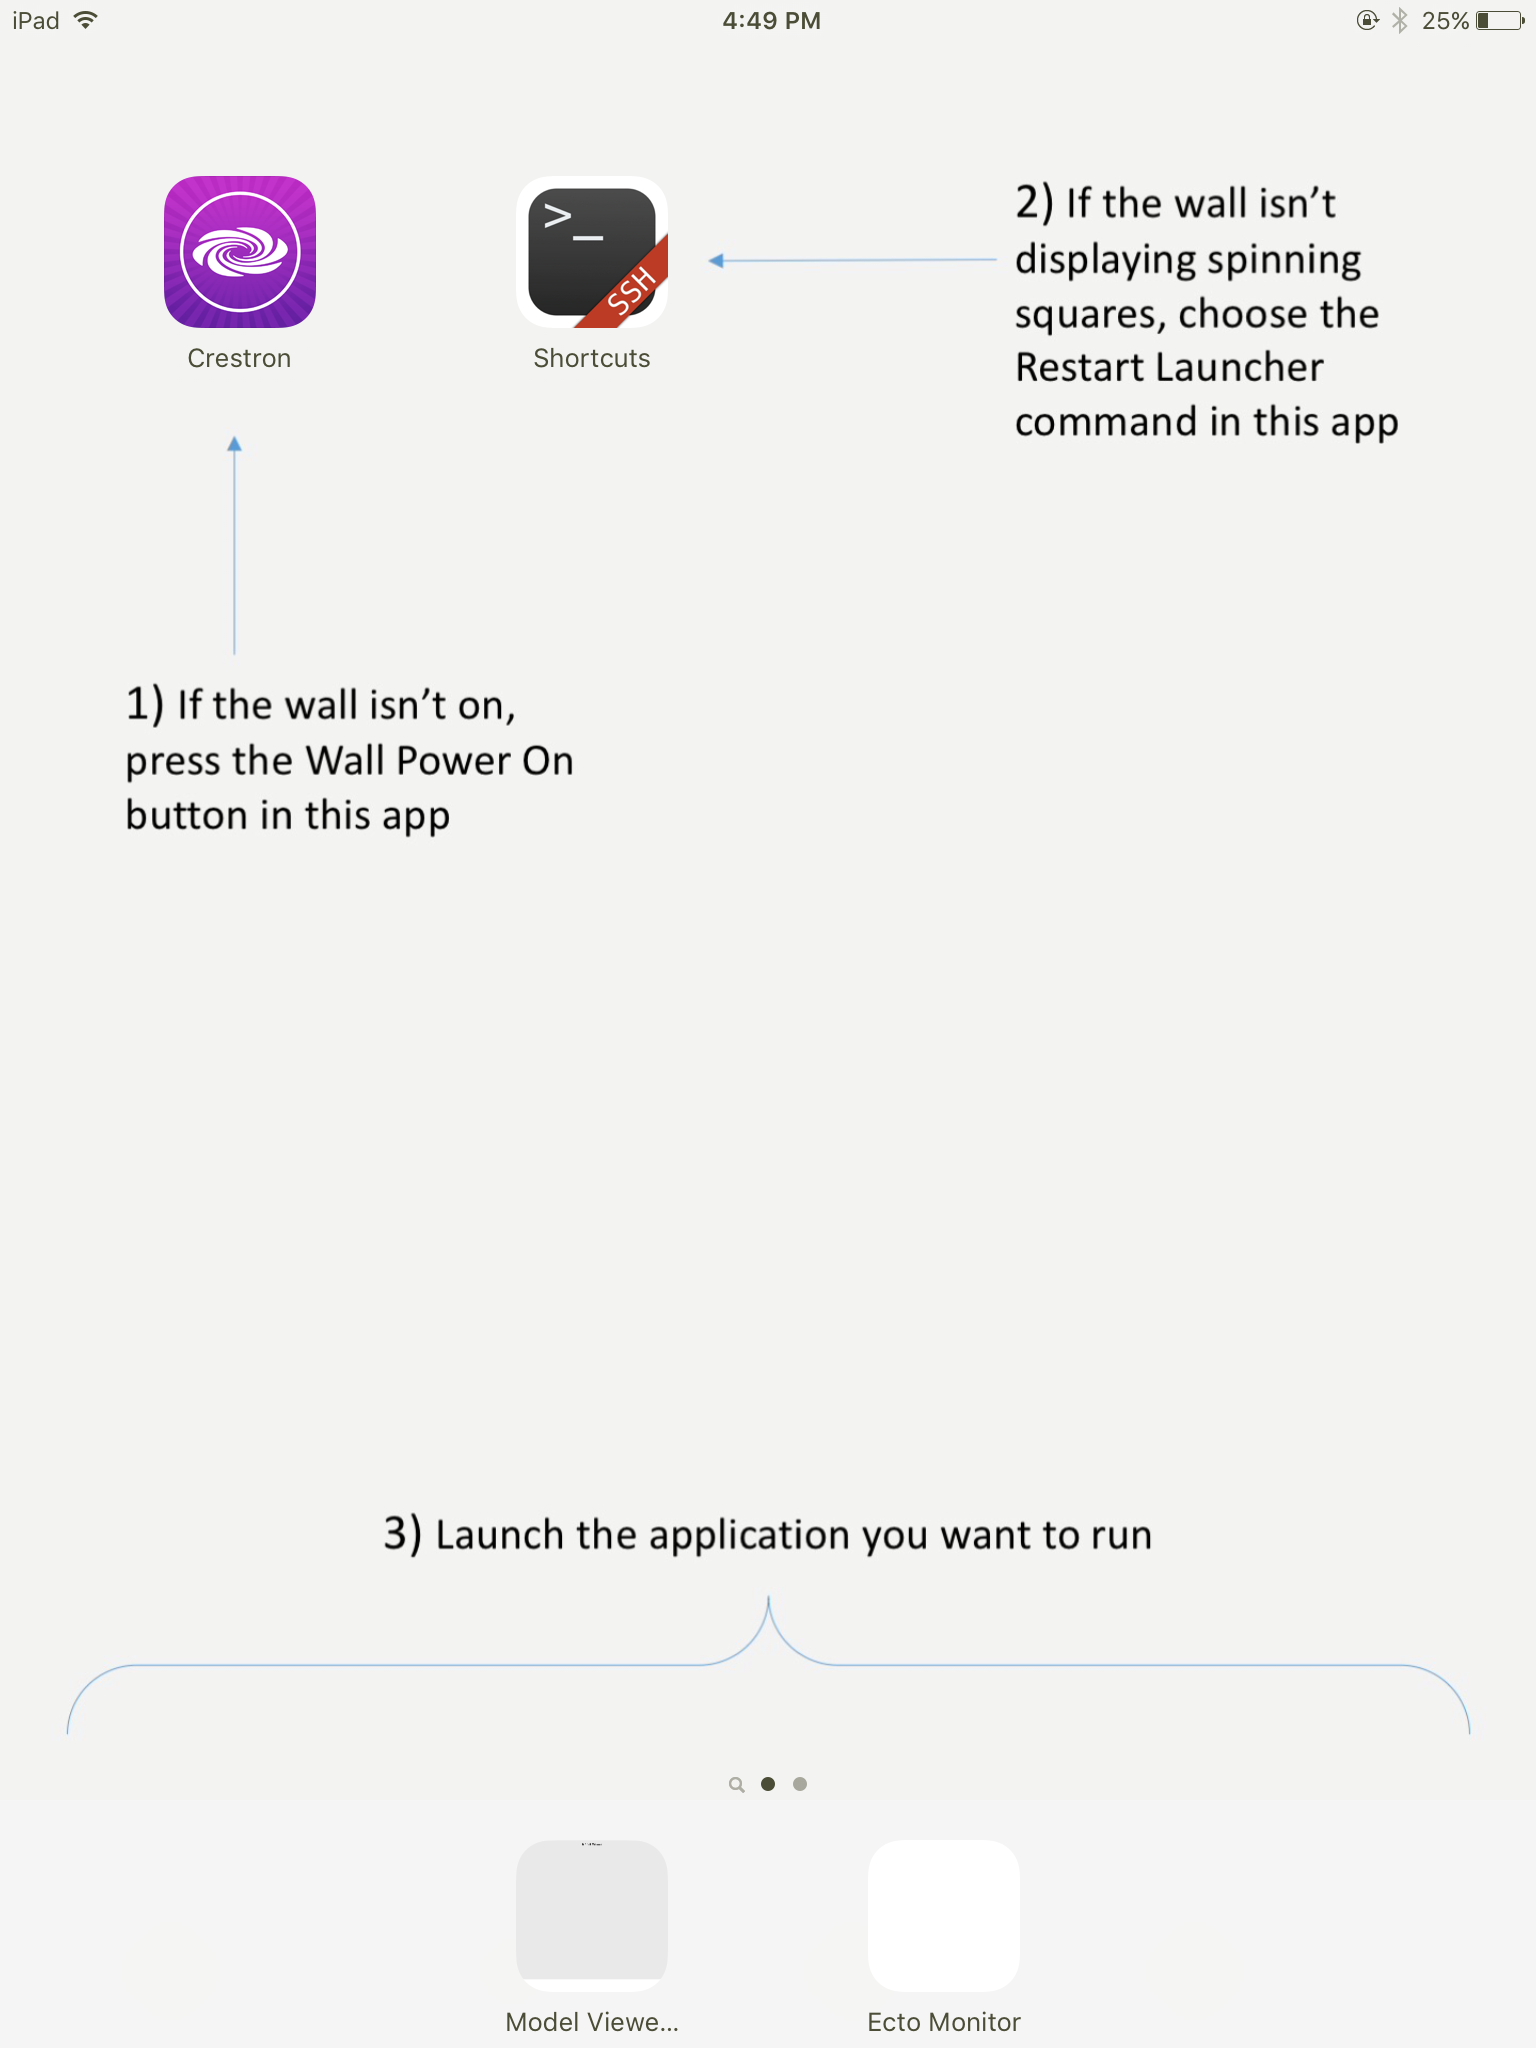 iPad 4:49 PM 25%
>_
SSH
Crestron Shortcuts
2) If the wall isn’t
displaying spinning
squares, choose the
Restart Launcher
command in this app
1) If the wall isn’t on,
press the Wall Power On
button in this app
3) Launch the application you want to run
Model Viewe... Ecto Monitor